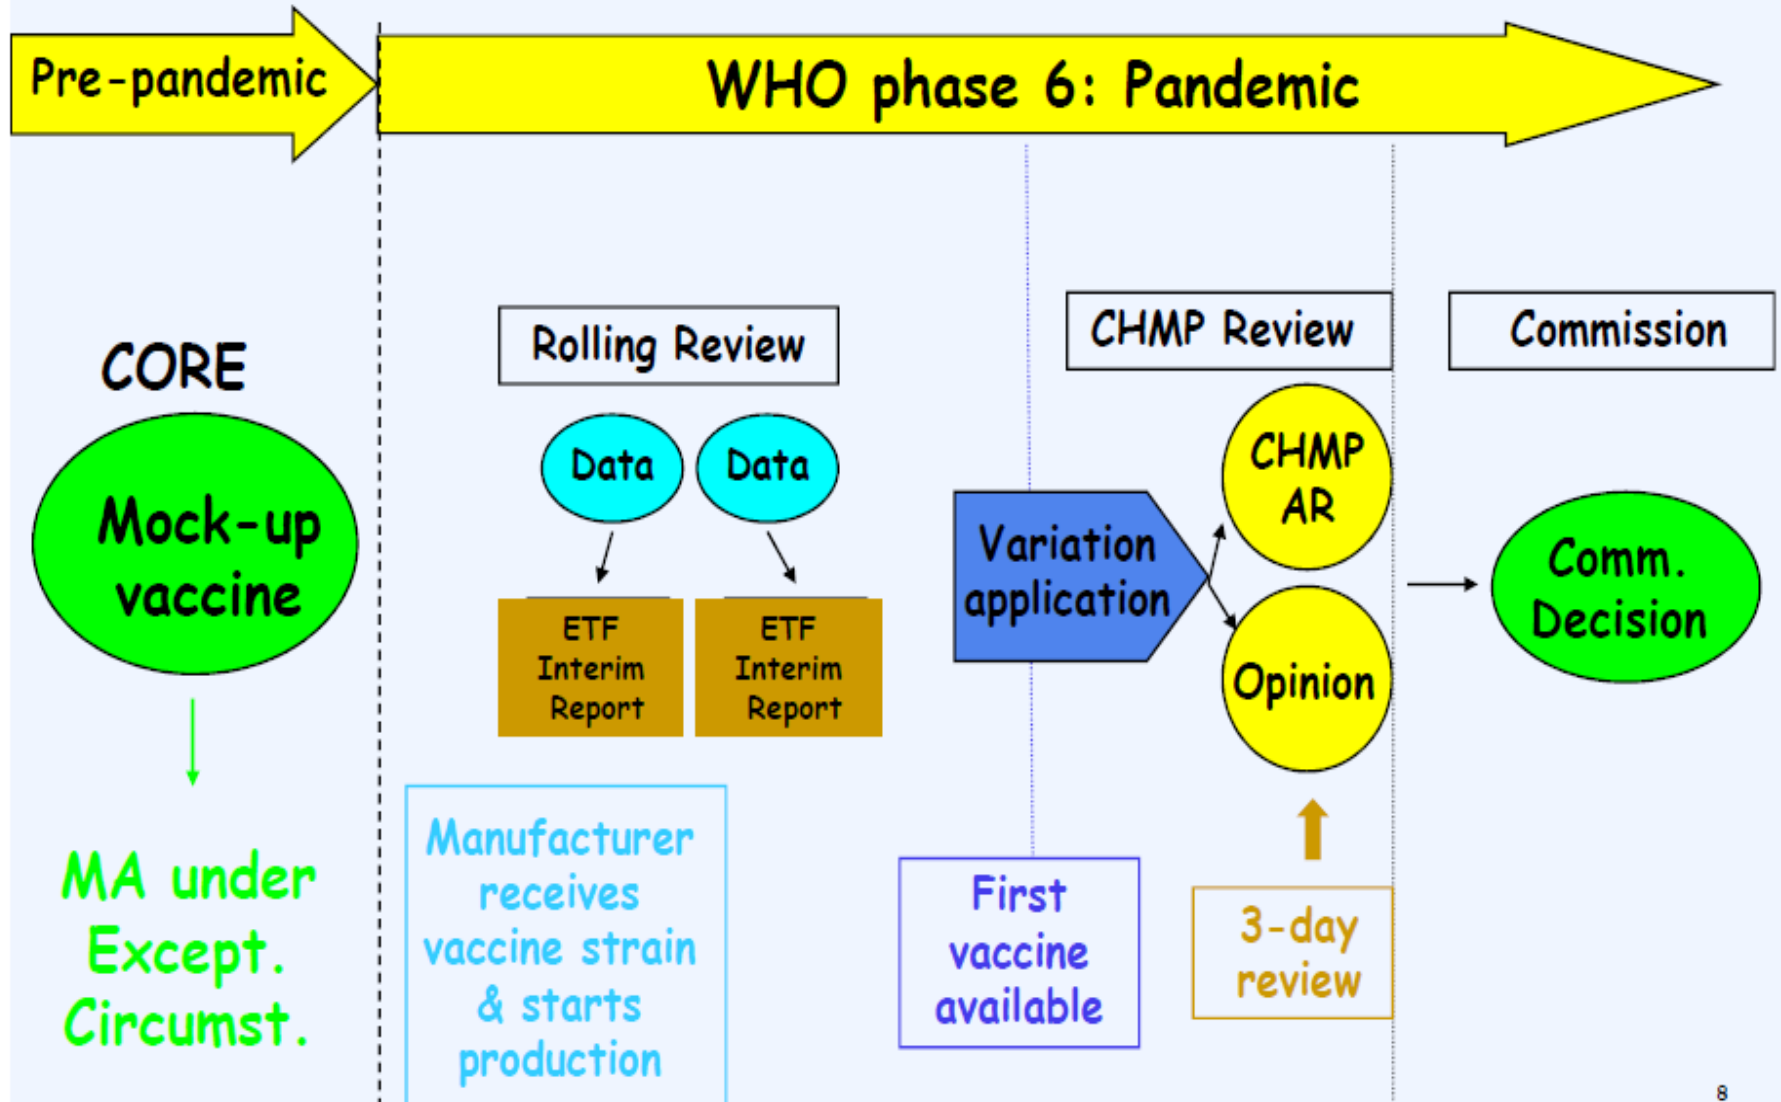 Pre-pandemic
WHO phase 6: Pandemic
CORE
Mock-up
vaccine
MA under
Except.
Circumst.
Rolling Review
Data
Data
ETF
Interim
Report
ETF
Interim
Report
Manufacturer
receives
vaccine strain
& starts
production
Variation
application
First
vaccine
available
CHMP Review
CHMP
AR
Opinion
3-day
review
Commission
Comm.
Decision
8